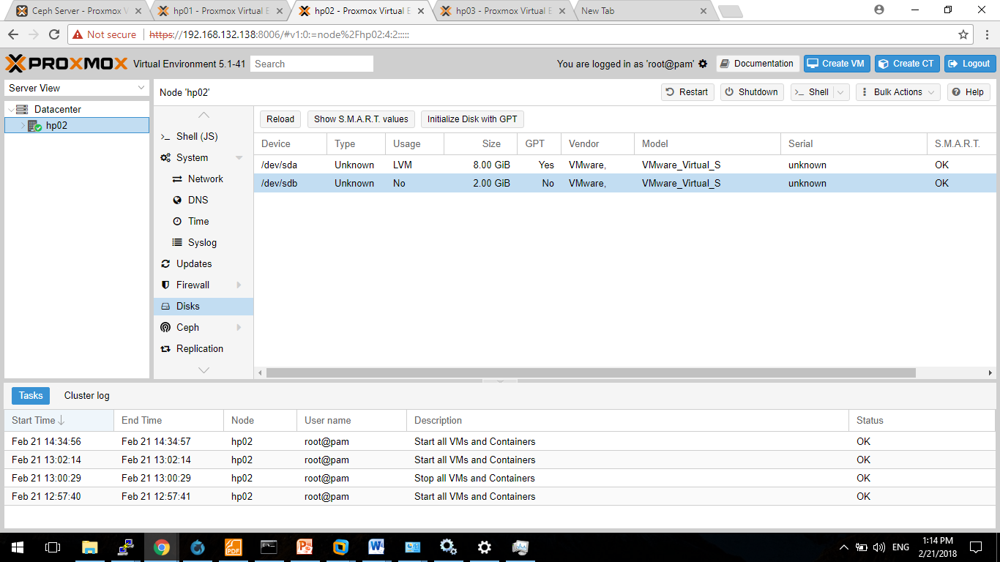 Ceph Server - Proxmox V
hp01 - Proxmox Virtual E
hp02 - Proxmox Virtual E
hp03 - Proxmox Virtual E
New Tab
Not secure https://192.168.132.138:8006/#v1:0:=node%2Fhp02:4:2:::::
PROXMOX Virtual Environment 5.1-41 Search You are logged in as 'root@pam' Documentation Create VM Create CT Logout
Server View
Datacenter
hp02
Node 'hp02' Restart Shutdown >_ Shell Bulk Actions Help
>_ Shell (JS)
System
Network
DNS
Time
Syslog
Updates
Firewall
Disks
Ceph
Replication
Reload Show S.M.A.R.T. values Initialize Disk with GPT
Device Type Usage Size GPT Vendor Model Serial S.M.A.R.T.
/dev/sda Unknown LVM 8.00 GiB Yes VMware, VMware_Virtual_S unknown OK
/dev/sdb Unknown No 2.00 GiB No VMware, VMware_Virtual_S unknown OK
Tasks Cluster log
Start Time End Time Node User name Description Status
Feb 21 14:34:56 Feb 21 14:34:57 hp02 root@pam Start all VMs and Containers OK
Feb 21 13:02:14 Feb 21 13:02:14 hp02 root@pam Start all VMs and Containers OK
Feb 21 13:00:29 Feb 21 13:00:29 hp02 root@pam Stop all VMs and Containers OK
Feb 21 12:57:40 Feb 21 12:57:41 hp02 root@pam Start all VMs and Containers OK
PDF
ENG
1:14 PM
2/21/2018